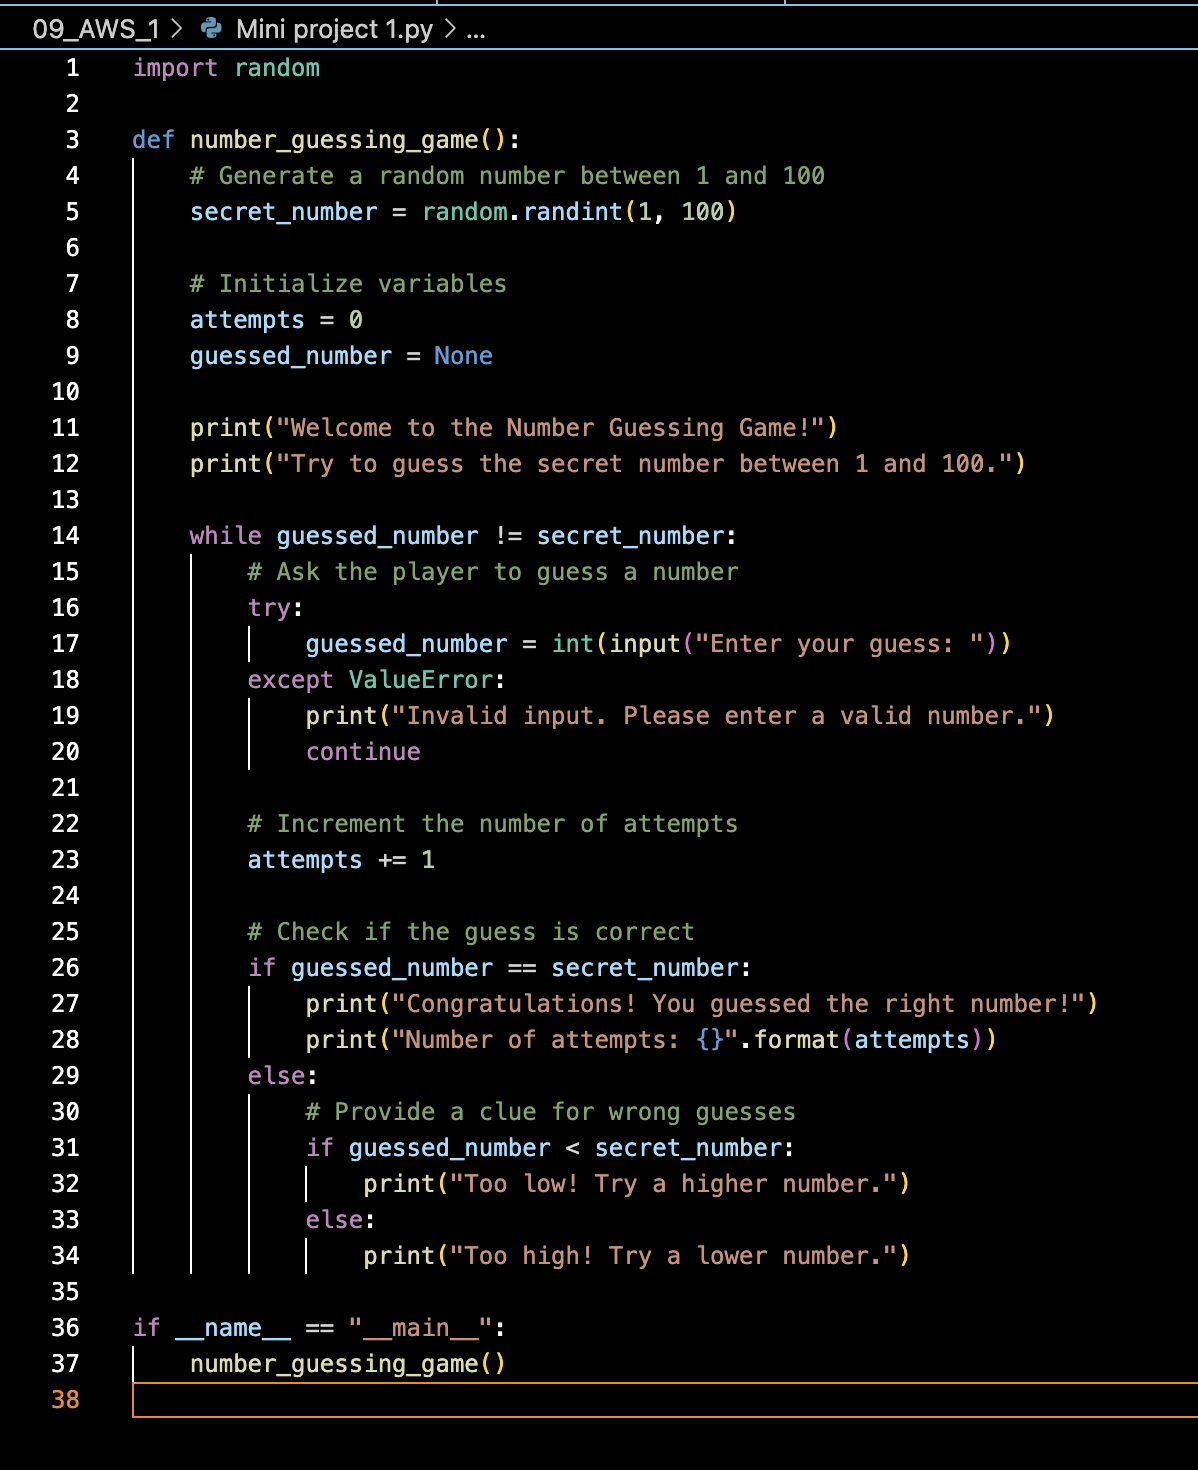 09_AWS_1 > Mini project 1.py > ...
1 import random
2
3 def number_guessing_game():
4     # Generate a random number between 1 and 100
5     secret_number = random.randint(1, 100)
6
7     # Initialize variables
8     attempts = 0
9     guessed_number = None
10
11     print("Welcome to the Number Guessing Game!")
12     print("Try to guess the secret number between 1 and 100.")
13
14     while guessed_number != secret_number:
15         # Ask the player to guess a number
16         try:
17             guessed_number = int(input("Enter your guess: "))
18         except ValueError:
19             print("Invalid input. Please enter a valid number.")
20             continue
21
22         # Increment the number of attempts
23         attempts += 1
24
25         # Check if the guess is correct
26         if guessed_number == secret_number:
27             print("Congratulations! You guessed the right number!")
28             print("Number of attempts: {}".format(attempts))
29         else:
30             # Provide a clue for wrong guesses
31             if guessed_number < secret_number:
32                 print("Too low! Try a higher number.")
33             else:
34                 print("Too high! Try a lower number.")
35
36 if __name__ == "__main__":
37     number_guessing_game()
38